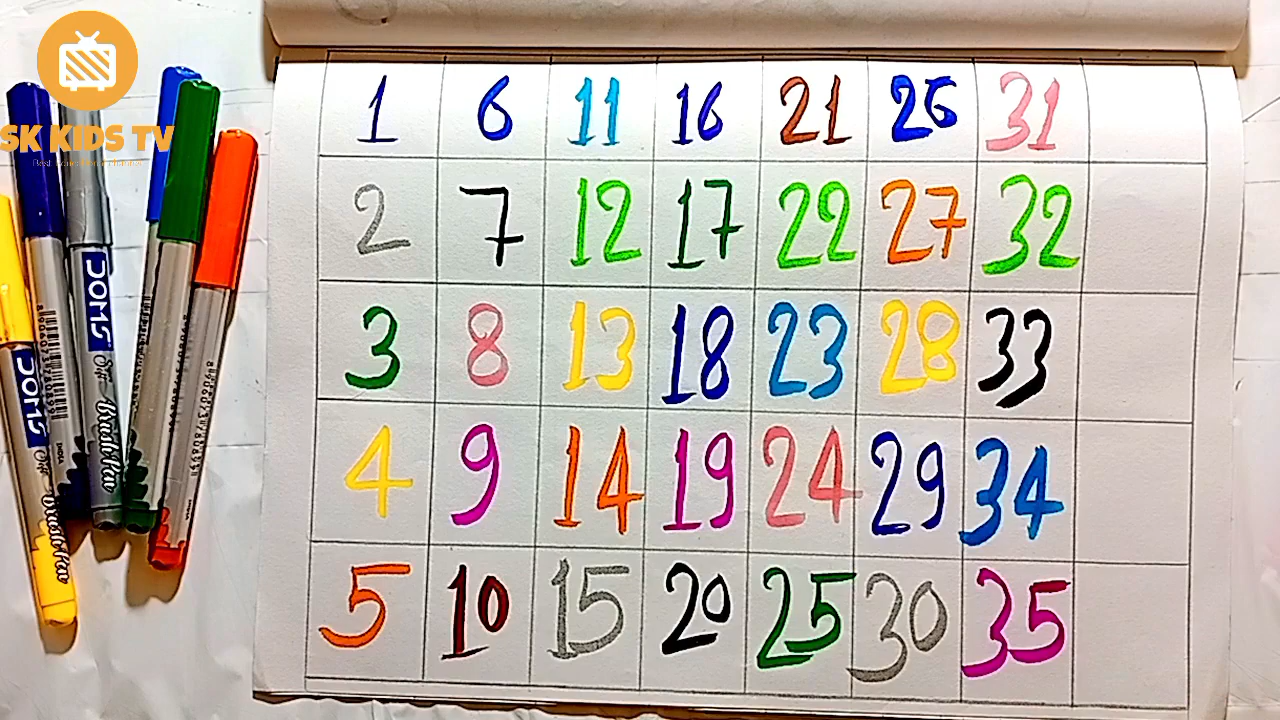 SK KIDS TV
1 6 11 16 21 26 31
2 7 12 17 22 27 32
3 8 13 18 23 28 33
4 9 14 19 24 29 34
5 10 15 20 25 30 35
DOMS
Brush Pen
DOMS
Brush Pen